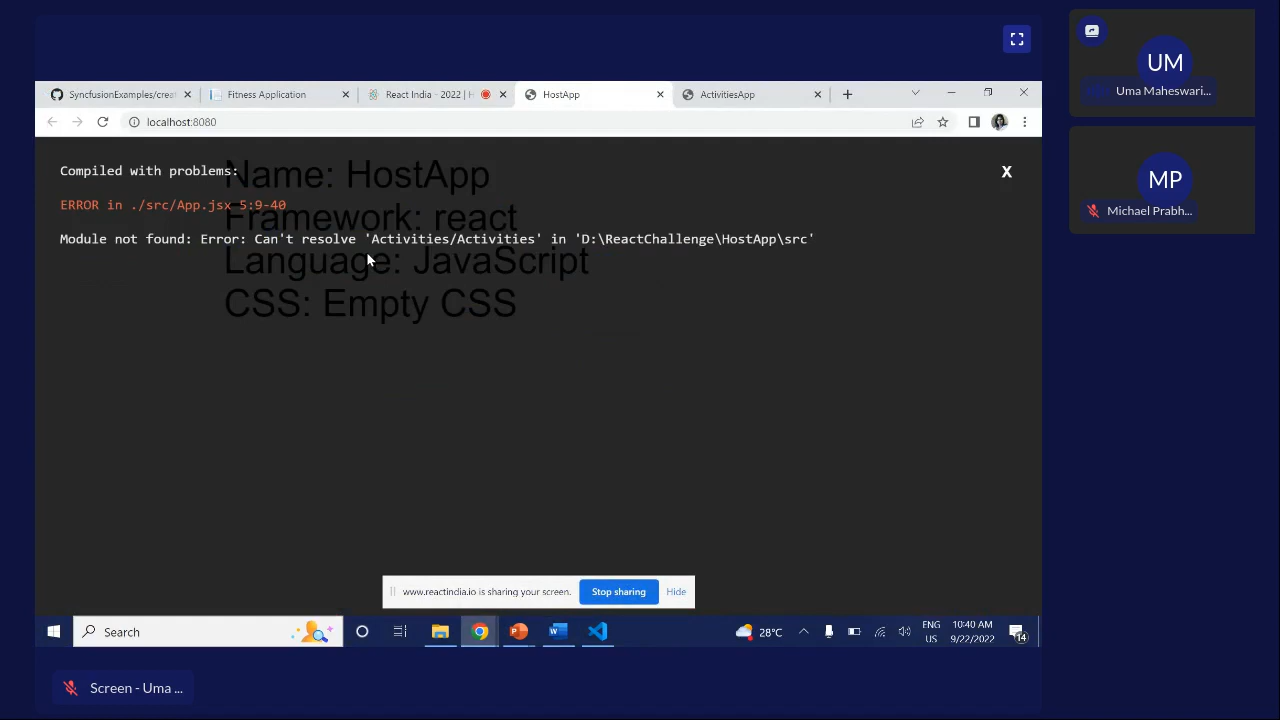 UM
Uma Maheswari...
MP
Michael Prabh...
SyncfusionExamples/crea
Fitness Application
React India - 2022 | H
HostApp
ActivitiesApp
localhost:8080
Compiled with problems:
X
Name: HostApp
ERROR in ./src/App.jsx 5:9-40
Framework: react
Module not found: Error: Can't resolve 'Activities/Activities' in 'D:\ReactChallenge\HostApp\src'
Language: JavaScript
CSS: Empty CSS
www.reactindia.io is sharing your screen.
Stop sharing
Hide
Search
28°C
ENG
US
10:40 AM
9/22/2022
14
Screen - Uma ...